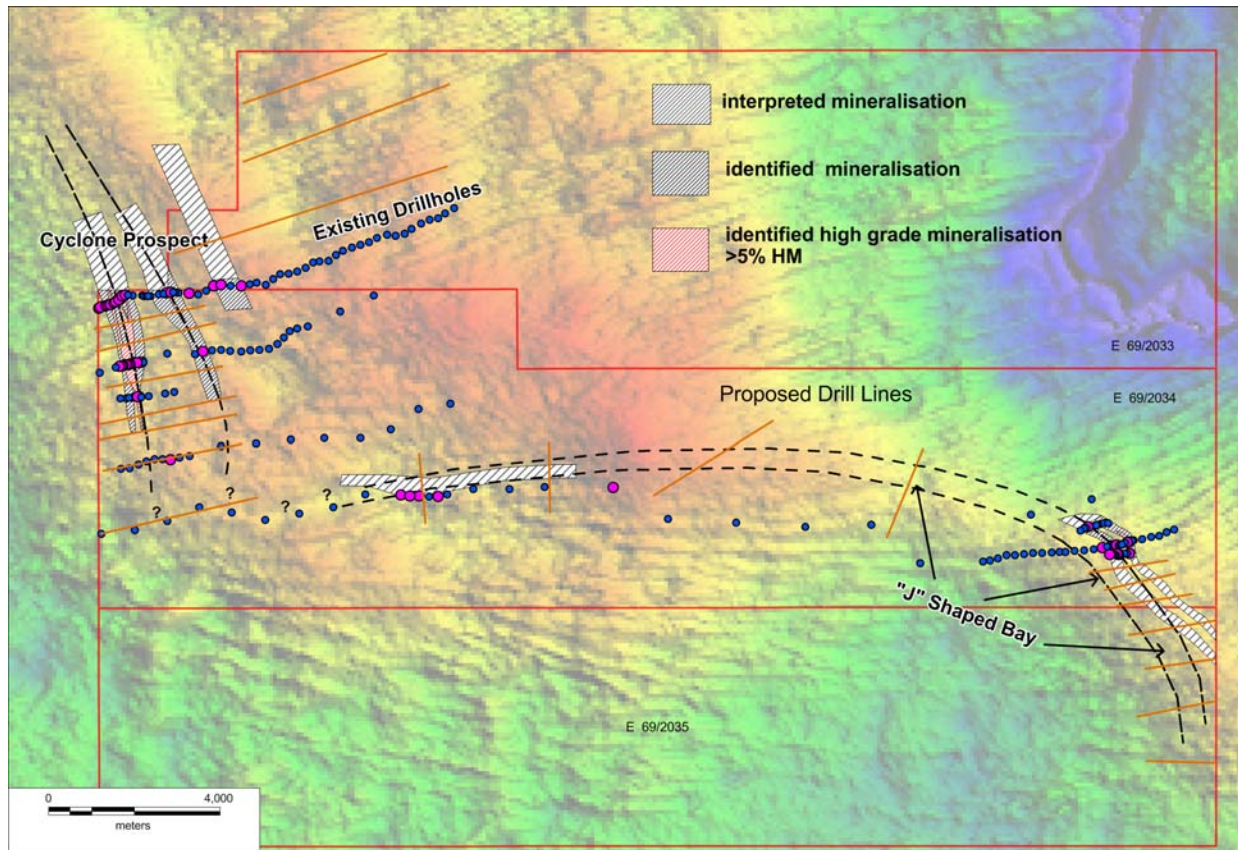 interpreted mineralisation
identified mineralisation
identified high grade mineralisation
>5% HM
Existing Drillholes
Cyclone Prospect
E 69/2033
E 69/2034
Proposed Drill Lines
?
?
?
?
"J" Shaped Bay
E 69/2035
0 4,000
meters